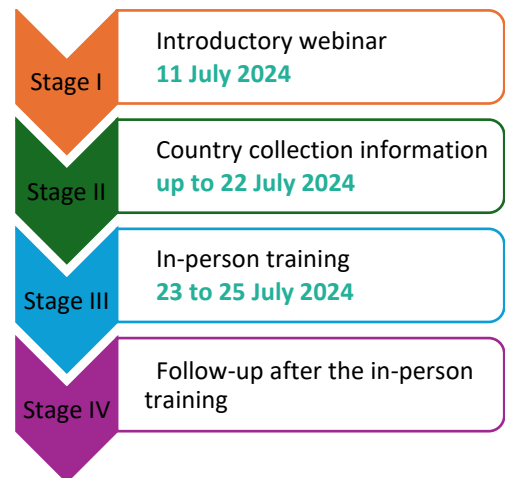 Stage I
Introductory webinar
11 July 2024
Stage II
Country collection information
up to 22 July 2024
Stage III
In-person training
23 to 25 July 2024
Stage IV
Follow-up after the in-person
training